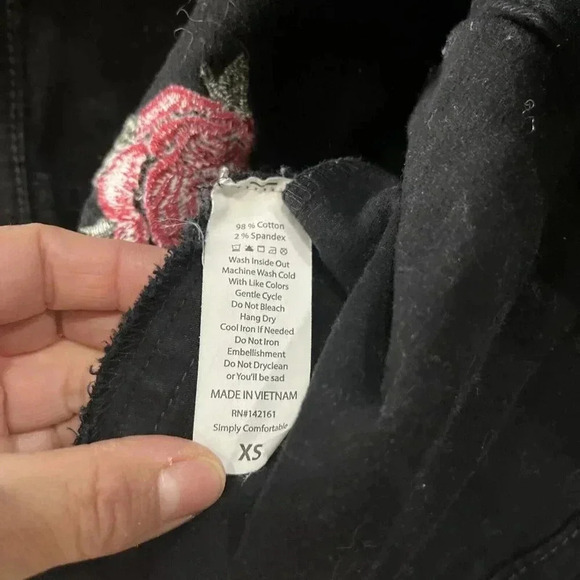 98 % Cotton
2 % Spandex
Wash Inside Out
Machine Wash Cold
With Like Colors
Gentle Cycle
Do Not Bleach
Hang Dry
Cool Iron If Needed
Do Not Iron
Embellishment
Do Not Dryclean
or You'll be sad
MADE IN VIETNAM
RN#142161
Simply Comfortable
XS